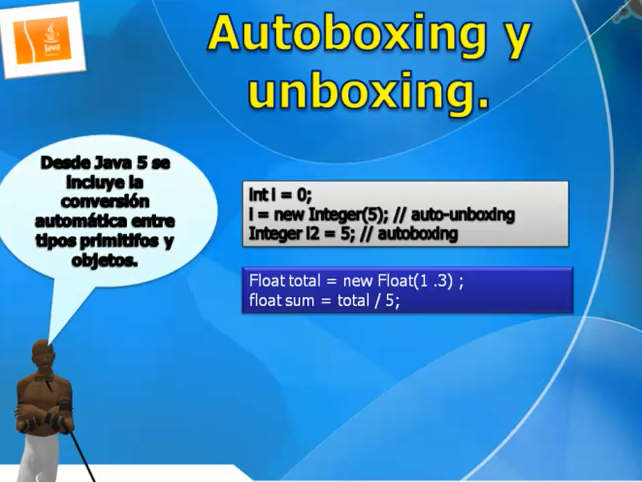 Java
Autoboxing y
unboxing.
Desde Java 5 se
incluye la
conversión
automática entre
tipos primitifos y
objetos.
int i = 0;
i = new Integer(5); // auto-unboxing
Integer i2 = 5; // autoboxing
Float total = new Float(1 .3) ;
float sum = total / 5;